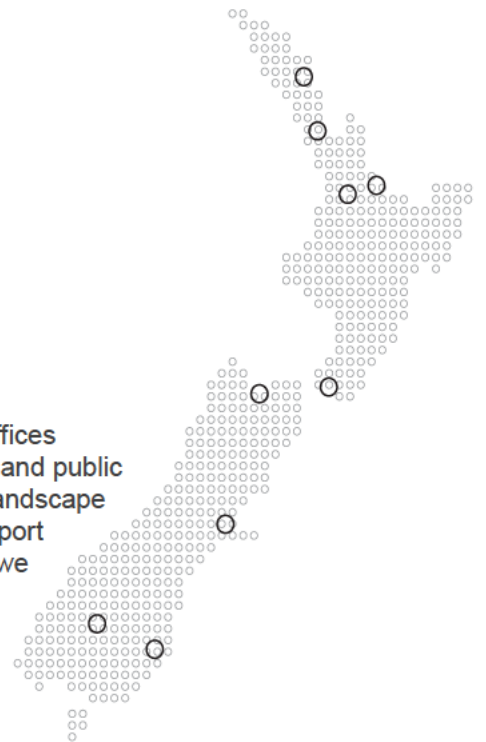 ffices
and public
andscape
port
we